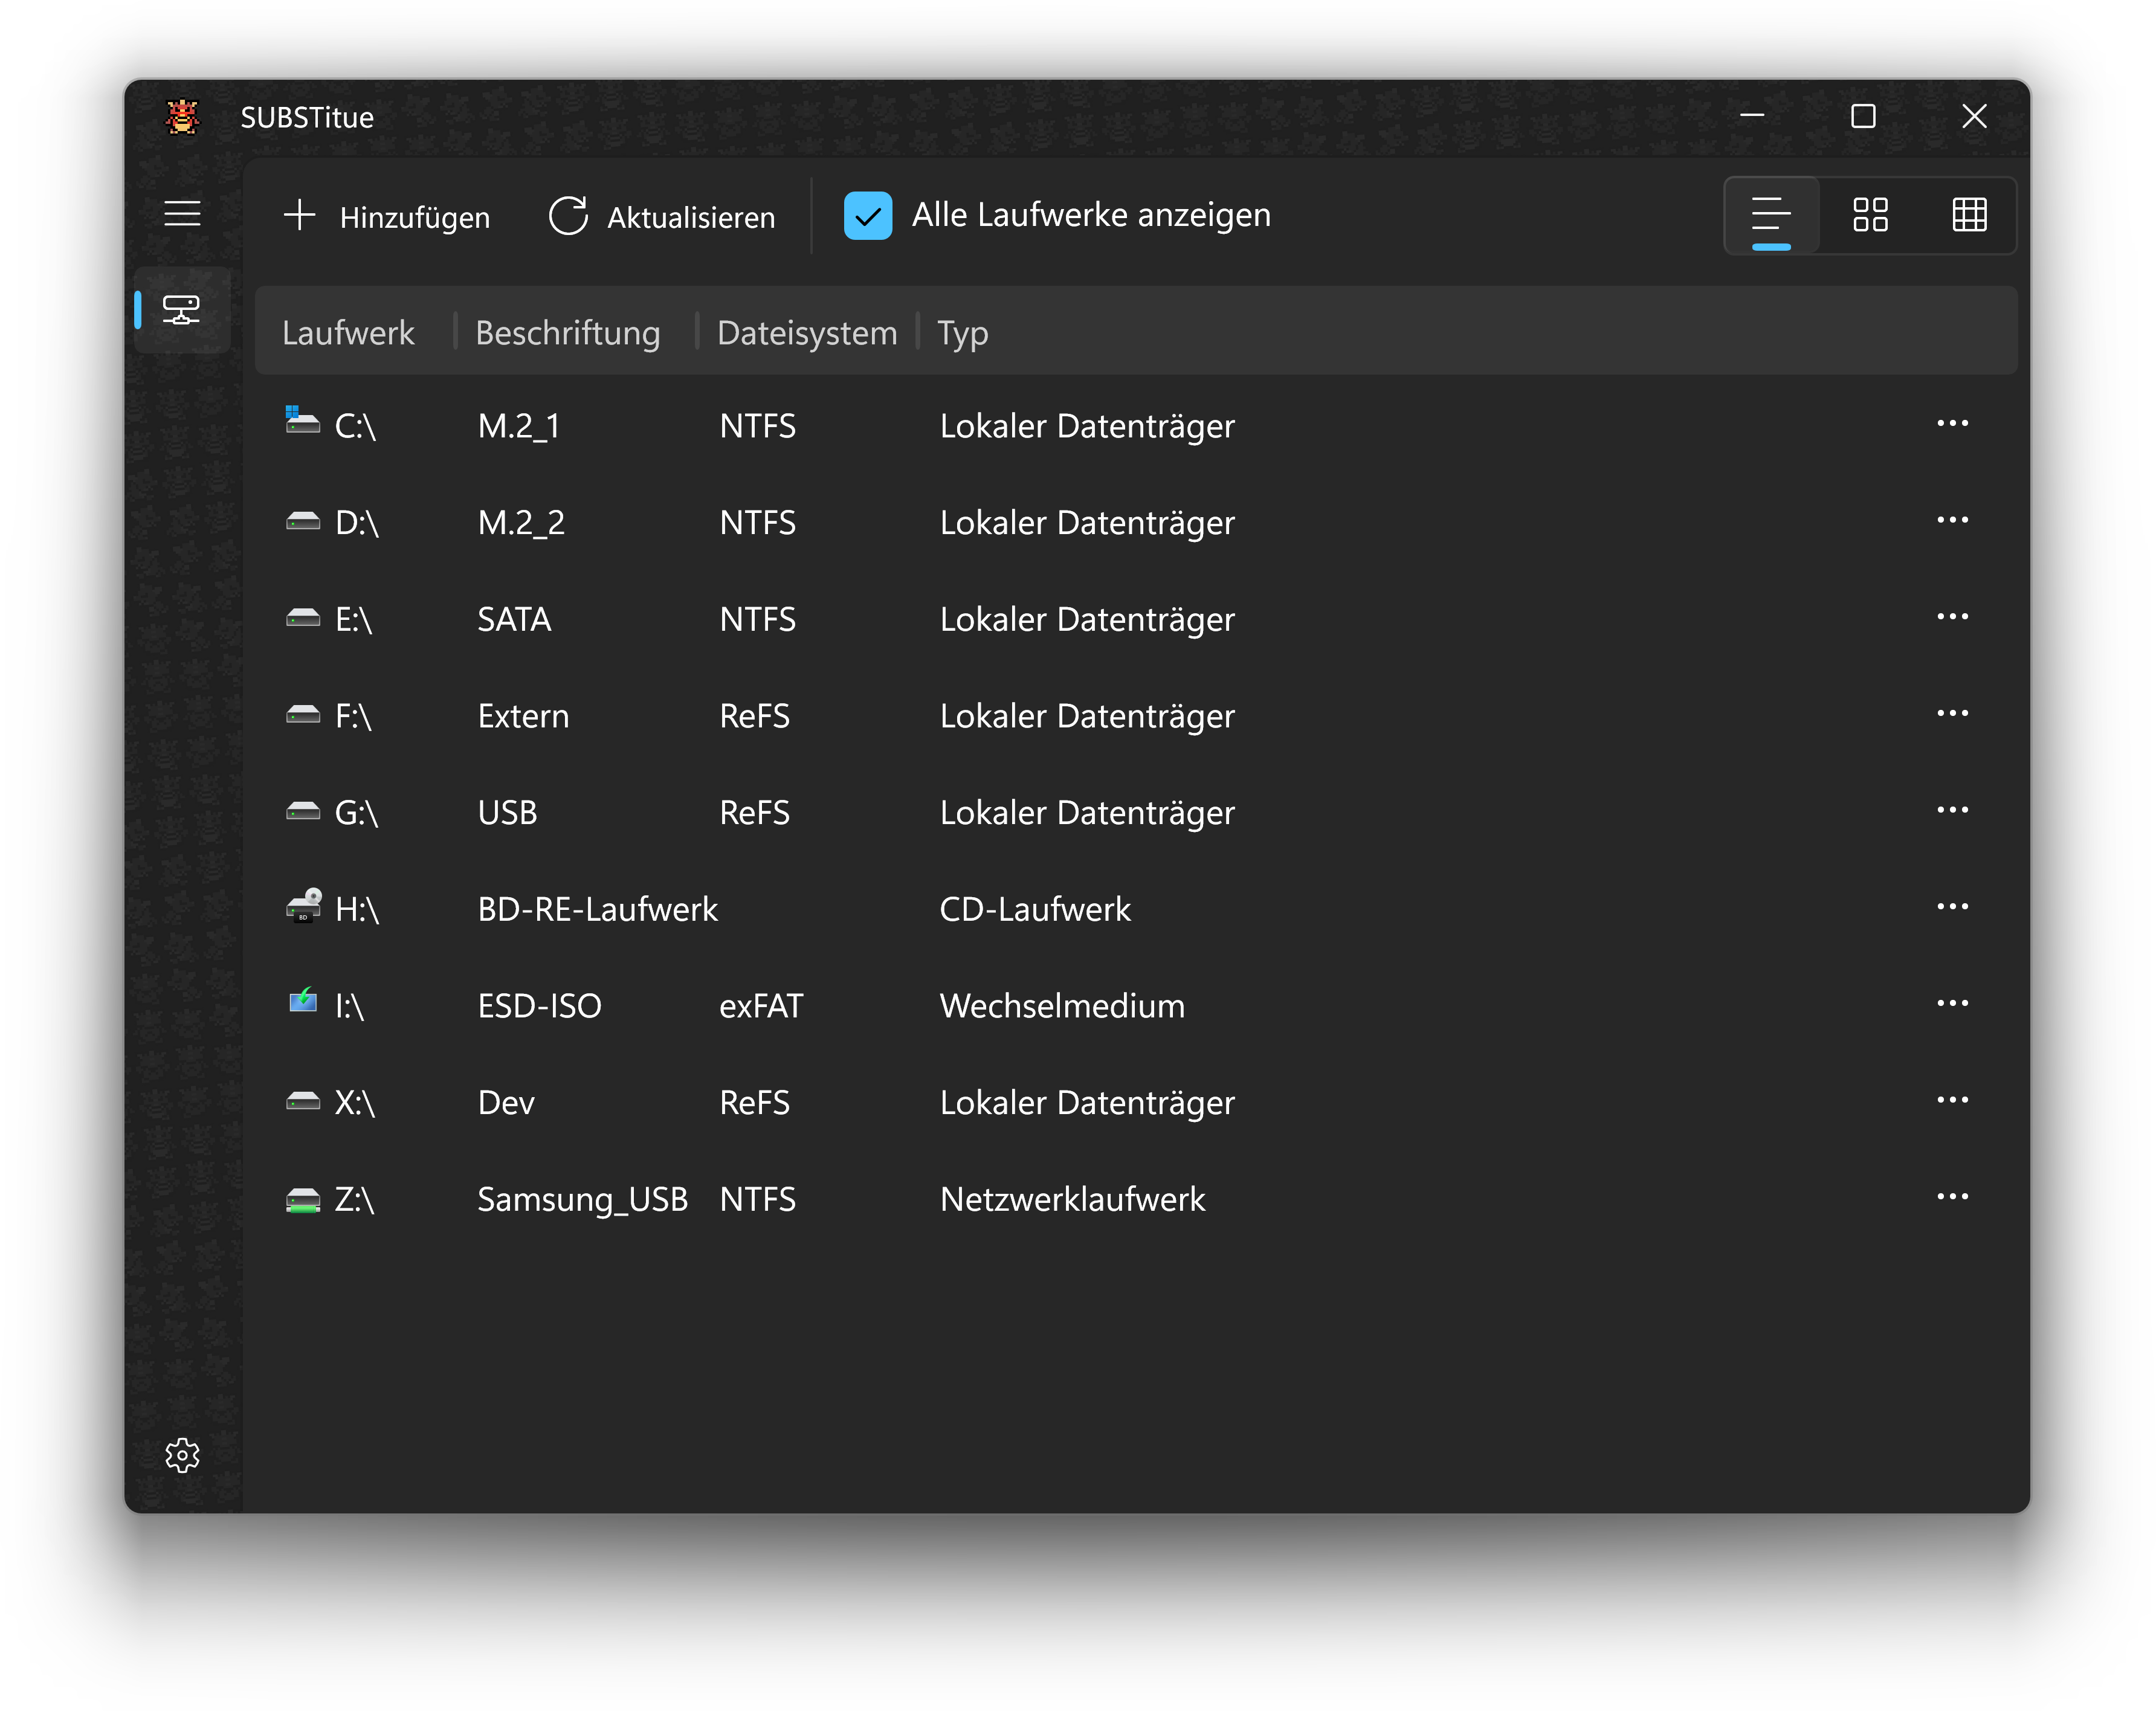 SUBSTitue
Hinzufügen Aktualisieren Alle Laufwerke anzeigen
Laufwerk Beschriftung Dateisystem Typ
C:\ M.2_1 NTFS Lokaler Datenträger
D:\ M.2_2 NTFS Lokaler Datenträger
E:\ SATA NTFS Lokaler Datenträger
F:\ Extern ReFS Lokaler Datenträger
G:\ USB ReFS Lokaler Datenträger
BD H:\ BD-RE-Laufwerk CD-Laufwerk
I:\ ESD-ISO exFAT Wechselmedium
X:\ Dev ReFS Lokaler Datenträger
Z:\ Samsung_USB NTFS Netzwerklaufwerk